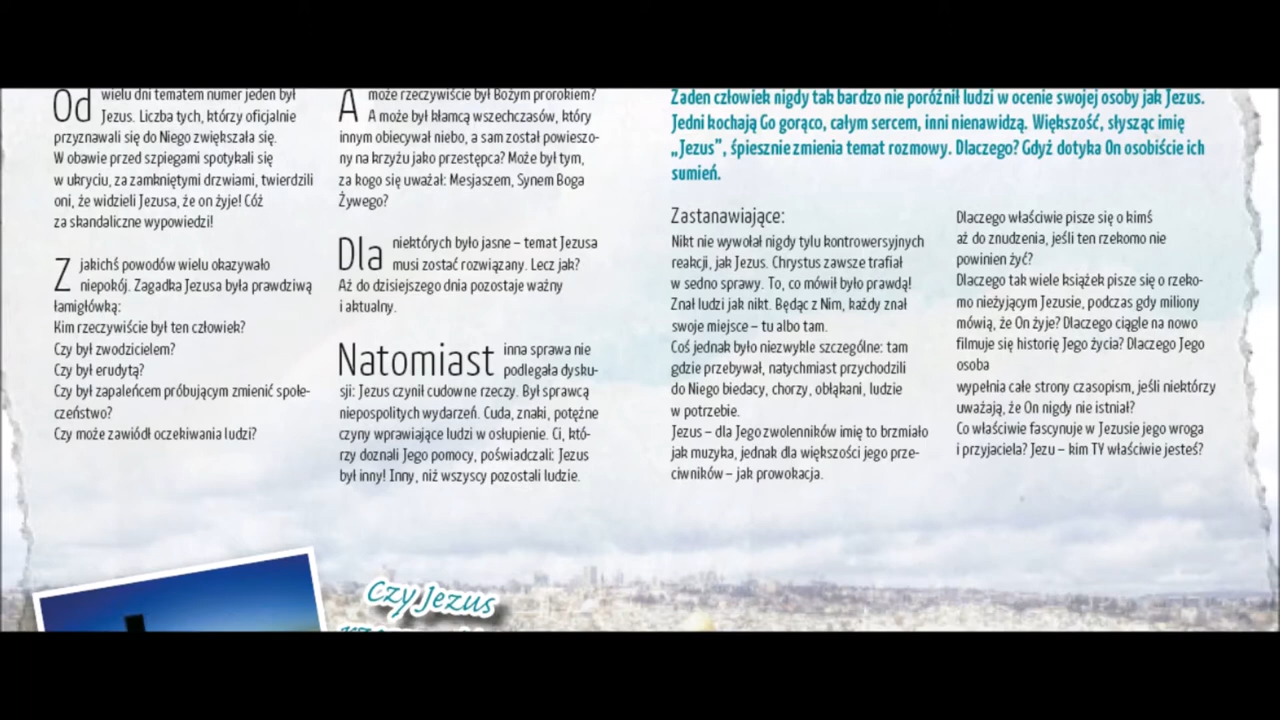 Od wielu dni tematem numer jeden był
Jezus. Liczba tych, którzy oficjalnie
przyznawali się do Niego zwiększała się.
W obawie przed szpiegami spotykali się
w ukryciu, za zamkniętymi drzwiami, twierdzili
oni, że widzieli Jezusa, że on żyje! Cóż
za skandaliczne wypowiedzi!
Z jakichś powodów wielu okazywało
niepokój. Zagadka Jezusa była prawdziwą
łamigłówką:
Kim rzeczywiście był ten człowiek?
Czy był zwodzicielem?
Czy był erudytą?
Czy był zapaleńcem próbującym zmienić społe-
czeństwo?
Czy może zawiódł oczekiwania ludzi?
A może rzeczywiście był Bożym prorokiem?
A może był kłamcą wszechczasów, który
innym obiecywał niebo, a sam został powieszo-
ny na krzyżu jako przestępca? Może był tym,
za kogo się uważał: Mesjaszem, Synem Boga
Żywego?
Dla niektórych było jasne – temat Jezusa
musi zostać rozwiązany. Lecz jak?
Aż do dzisiejszego dnia pozostaje ważny
i aktualny.
Natomiast inna sprawa nie
podlegała dysku-
sji: Jezus czynił cudowne rzeczy. Był sprawcą
niepospolitych wydarzeń. Cuda, znaki, potężne
czyny wprawiające ludzi w osłupienie. Ci, któ-
rzy doznali Jego pomocy, poświadczali: Jezus
był inny! Inny, niż wszyscy pozostali ludzie.
Żaden człowiek nigdy tak bardzo nie poróżnił ludzi w ocenie swojej osoby jak Jezus.
Jedni kochają Go gorąco, całym sercem, inni nienawidzą. Większość, słysząc imię
„Jezus”, śpiesznie zmienia temat rozmowy. Dlaczego? Gdyż dotyka On osobiście ich
sumień.
Zastanawiające:
Nikt nie wywołał nigdy tylu kontrowersyjnych
reakcji, jak Jezus. Chrystus zawsze trafiał
w sedno sprawy. To, co mówił było prawdą!
Znał ludzi jak nikt. Będąc z Nim, każdy znał
swoje miejsce – tu albo tam.
Coś jednak było niezwykle szczególne: tam
gdzie przebywał, natychmiast przychodzili
do Niego biedacy, chorzy, obłąkani, ludzie
w potrzebie.
Jezus – dla Jego zwolenników imię to brzmiało
jak muzyka, jednak dla większości jego prze-
ciwników – jak prowokacja.
Dlaczego właściwie pisze się o kimś
aż do znudzenia, jeśli ten rzekomo nie
powinien żyć?
Dlaczego tak wiele książek pisze się o rzeko-
mo nieżyjącym Jezusie, podczas gdy miliony
mówią, że On żyje? Dlaczego ciągle na nowo
filmuje się historię Jego życia? Dlaczego Jego
osoba
wypełnia całe strony czasopism, jeśli niektórzy
uważają, że On nigdy nie istniał?
Co właściwie fascynuje w Jezusie jego wroga
i przyjaciela? Jezu – kim TY właściwie jesteś?
Czy Jezus